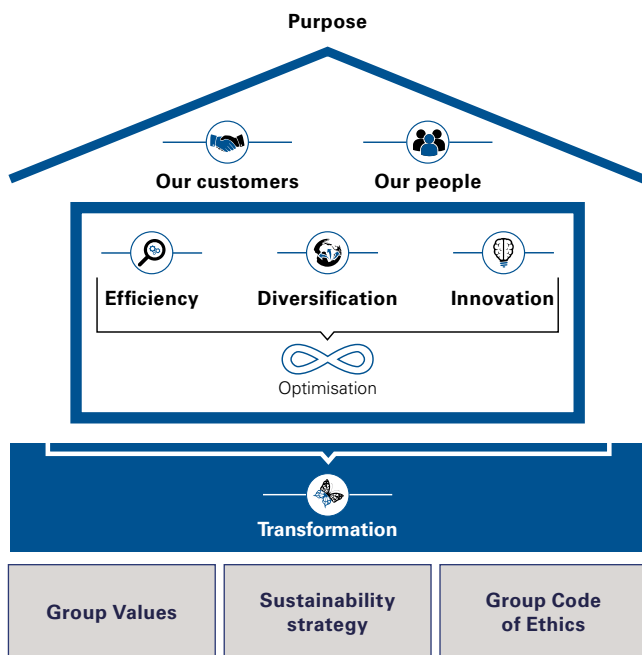 Purpose
Our customers
Our people
Efficiency
Diversification
Innovation
Optimisation
Transformation
Group Values
Sustainability
strategy
Group Code
of Ethics